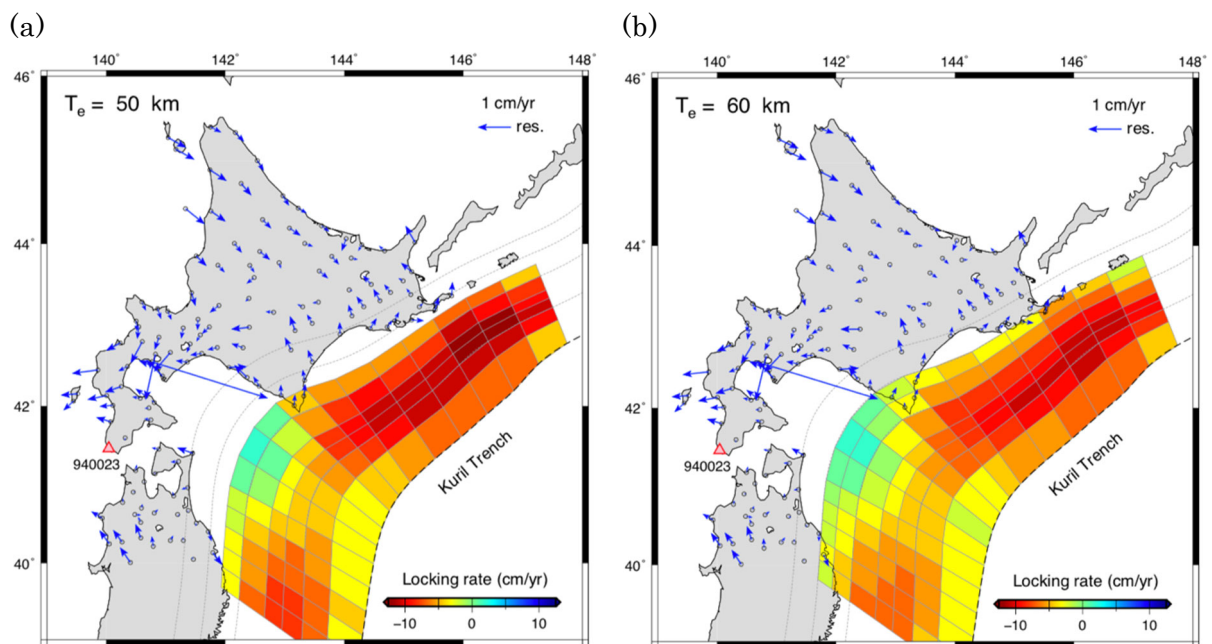 (a)
(b)
140° 142° 144° 146° 148°
46°
44°
42°
40°
T_e = 50 km
1 cm/yr
res.
940023
Kuril Trench
Locking rate (cm/yr)
−10 0 10
140° 142° 144° 146° 148°
46°
44°
42°
40°
T_e = 60 km
1 cm/yr
res.
940023
Kuril Trench
Locking rate (cm/yr)
−10 0 10